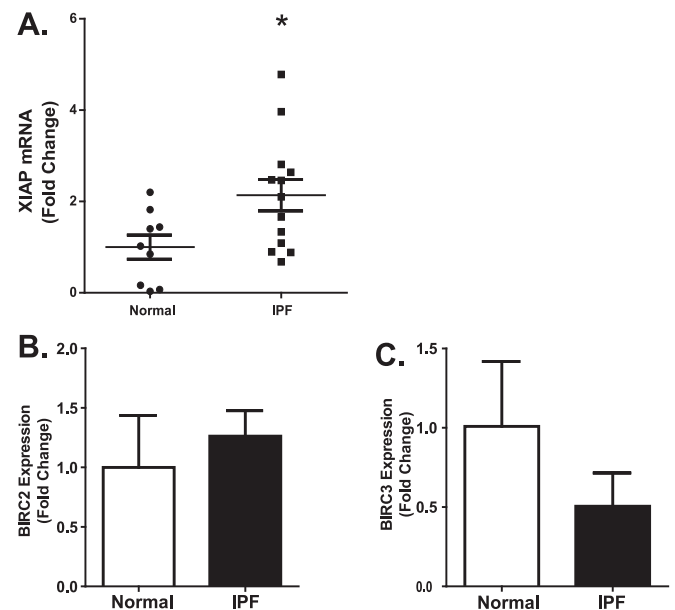 A.
*
6
4
2
0
XIAP mRNA
(Fold Change)
Normal
IPF
B.
2.0
1.5
1.0
0.5
0.0
BIRC2 Expression
(Fold Change)
Normal
IPF
C.
1.5
1.0
0.5
0.0
BIRC3 Expression
(Fold Change)
Normal
IPF